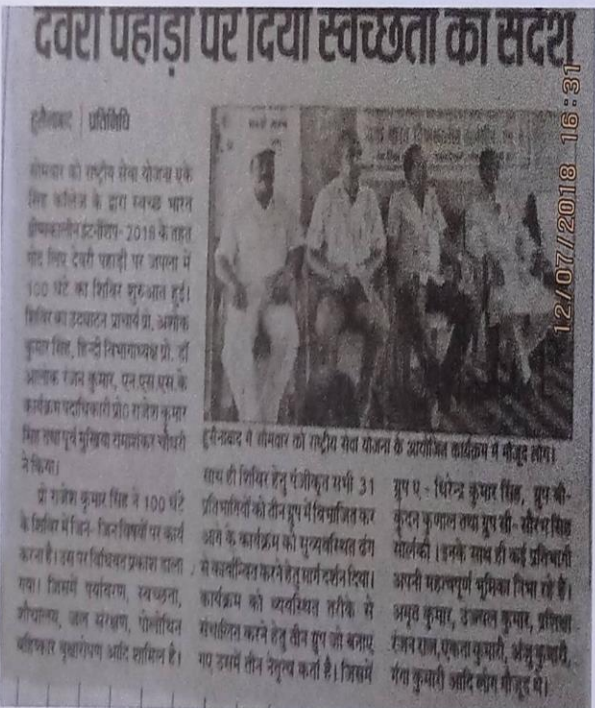 देवरी पहाड़ी पर दिया स्वच्छता का संदेश
हुसैनाबाद | प्रतिनिधि
सोमवार को राष्ट्रीय सेवा योजना एके
सिंह कॉलेज के द्वारा स्वच्छ भारत
ग्रीष्मकालीन इंटर्नशिप- 2018 के तहत
गोद लिए देवरी पहाड़ी पर जपला में
100 घंटे का शिविर शुरुआत हुई।
शिविर का उदघाटन प्राचार्य प्रो. अशोक
कुमार सिंह, हिन्दी विभागाध्यक्ष प्रो. डॉ
आलोक रंजन कुमार, एन.एस.एस. के
कार्यक्रम पदाधिकारी प्रो0 राजेश कुमार
सिंह तथा पूर्व मुखिया रामाशंकर चौधरी
ने किया।
प्रो राजेश कुमार सिंह ने 100 घंटे
के शिविर में जिन- जिन विषयों पर कार्य
करना है। उस पर विधिवत प्रकाश डाला
गया। जिसमें पर्यावरण, स्वच्छता,
शौचालय, जल संरक्षण, पोलीथिन
बहिष्कार वृक्षारोपण आदि शामिल है।
हुसैनाबाद में सोमवार को राष्ट्रीय सेवा योजना के आयोजित कार्यक्रम में मौजूद लोग।
साथ ही शिविर हेतु पंजीकृत सभी 31
प्रतिभागियों को तीन ग्रुप में विभाजित कर
आगे के कार्यक्रम को सुव्यवस्थित ढंग
से कार्यान्वित करने हेतु मार्ग दर्शन दिया।
कार्यक्रम को व्यवस्थित तरीके से
संचालित करने हेतु तीन ग्रुप जो बनाए
गए उसमें तीन नेतृत्व कर्ता है। जिसमें
ग्रुप ए - धिरेन्द्र कुमार सिंह, ग्रुप बी-
कुंदन कुणाल तथा ग्रुप सी- सौरभ सिंह
सोलंकी। इनके साथ ही कई प्रतिभागी
अपनी महत्वपूर्ण भूमिका निभा रहे हैं।
अमृत कुमार, उज्जवल कुमार, प्रतिक्षा
रंजन राज, एकता कुमारी, अंजू कुमारी,
गंगा कुमारी आदि लोग मौजूद थे।
12/07/2018 16:31